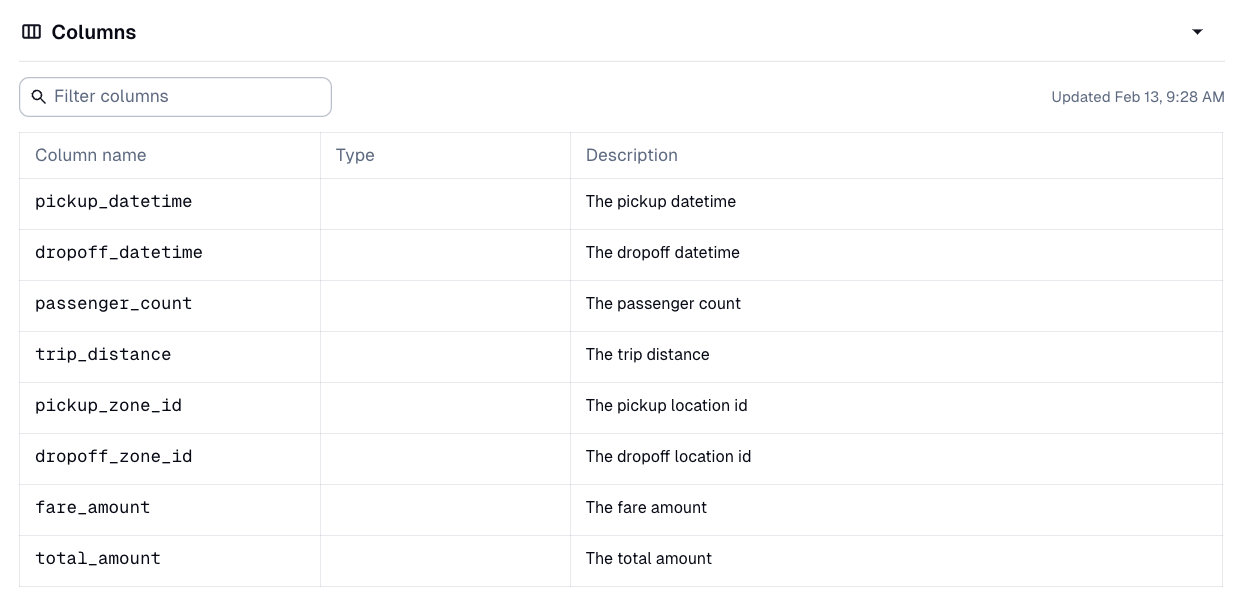 Columns
Filter columns
Updated Feb 13, 9:28 AM
Column name Type Description
pickup_datetime The pickup datetime
dropoff_datetime The dropoff datetime
passenger_count The passenger count
trip_distance The trip distance
pickup_zone_id The pickup location id
dropoff_zone_id The dropoff location id
fare_amount The fare amount
total_amount The total amount